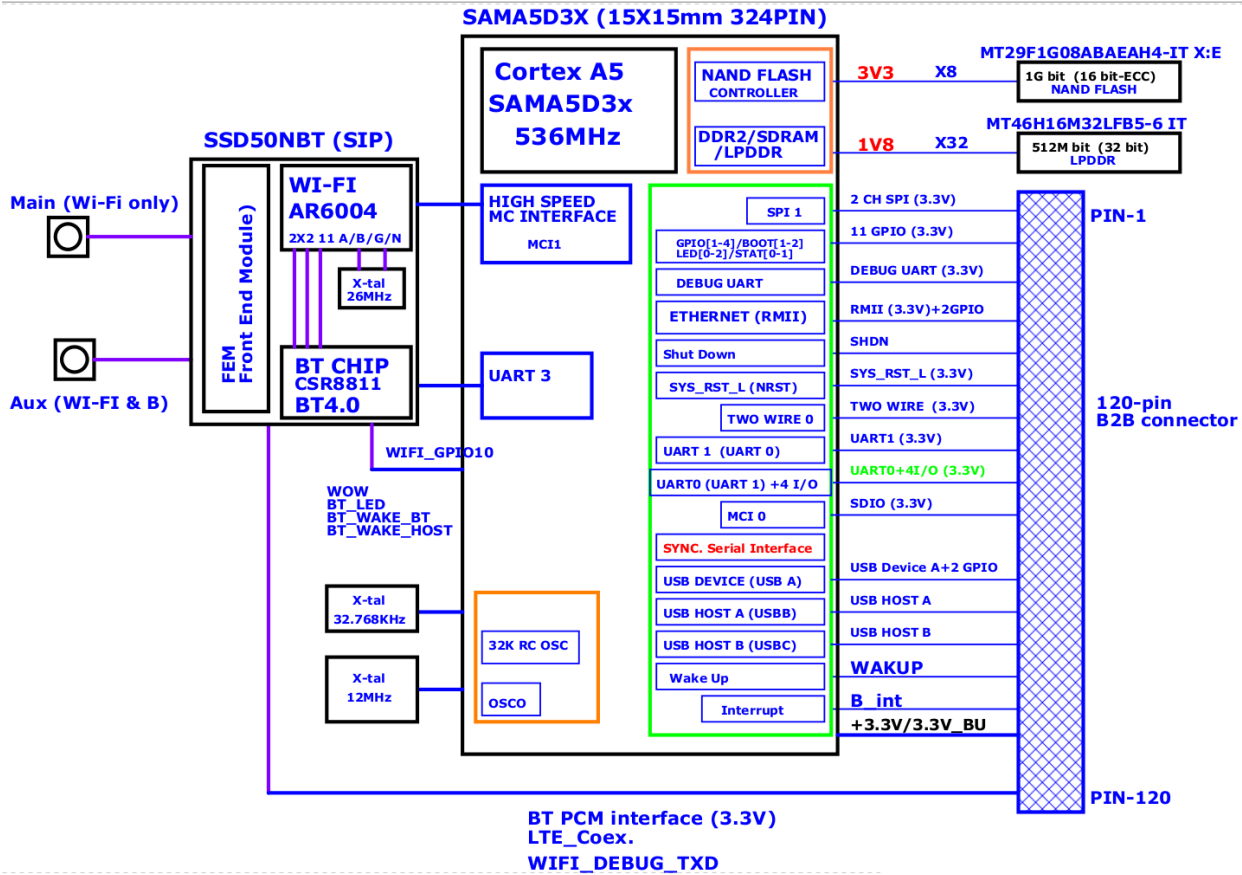 SAMA5D3X (15X15mm 324PIN)
Cortex A5
SAMA5D3x
536MHz
NAND FLASH
CONTROLLER
DDR2/SDRAM
/LPDDR
3V3
X8
1V8
X32
MT29F1G08ABAEAH4-IT X:E
1G bit (16 bit-ECC)
NAND FLASH
MT46H16M32LFB5-6 IT
512M bit (32 bit)
LPDDR
SSD50NBT (SIP)
FEM
Front End Module)
WI-FI
AR6004
2X2 11 A/B/G/N
X-tal
26MHz
BT CHIP
CSR8811
BT4.0
Main (Wi-Fi only)
Aux (WI-FI & B)
HIGH SPEED
MC INTERFACE
MCI1
UART 3
WIFI_GPIO10
WOW
BT_LED
BT_WAKE_BT
BT_WAKE_HOST
X-tal
32.768KHz
X-tal
12MHz
32K RC OSC
OSCO
SPI 1
GPIO[1-4]/BOOT[1-2]
LED[0-2]/STAT[0-1]
DEBUG UART
ETHERNET (RMII)
Shut Down
SYS_RST_L (NRST)
TWO WIRE 0
UART 1 (UART 0)
UART0 (UART 1) +4 I/O
MCI 0
SYNC. Serial Interface
USB DEVICE (USB A)
USB HOST A (USBB)
USB HOST B (USBC)
Wake Up
Interrupt
2 CH SPI (3.3V)
11 GPIO (3.3V)
DEBUG UART (3.3V)
RMII (3.3V)+2GPIO
SHDN
SYS_RST_L (3.3V)
TWO WIRE (3.3V)
UART1 (3.3V)
UART0+4I/O (3.3V)
SDIO (3.3V)
USB Device A+2 GPIO
USB HOST A
USB HOST B
WAKUP
B_int
+3.3V/3.3V_BU
PIN-1
120-pin
B2B connector
PIN-120
BT PCM interface (3.3V)
LTE_Coex.
WIFI_DEBUG_TXD